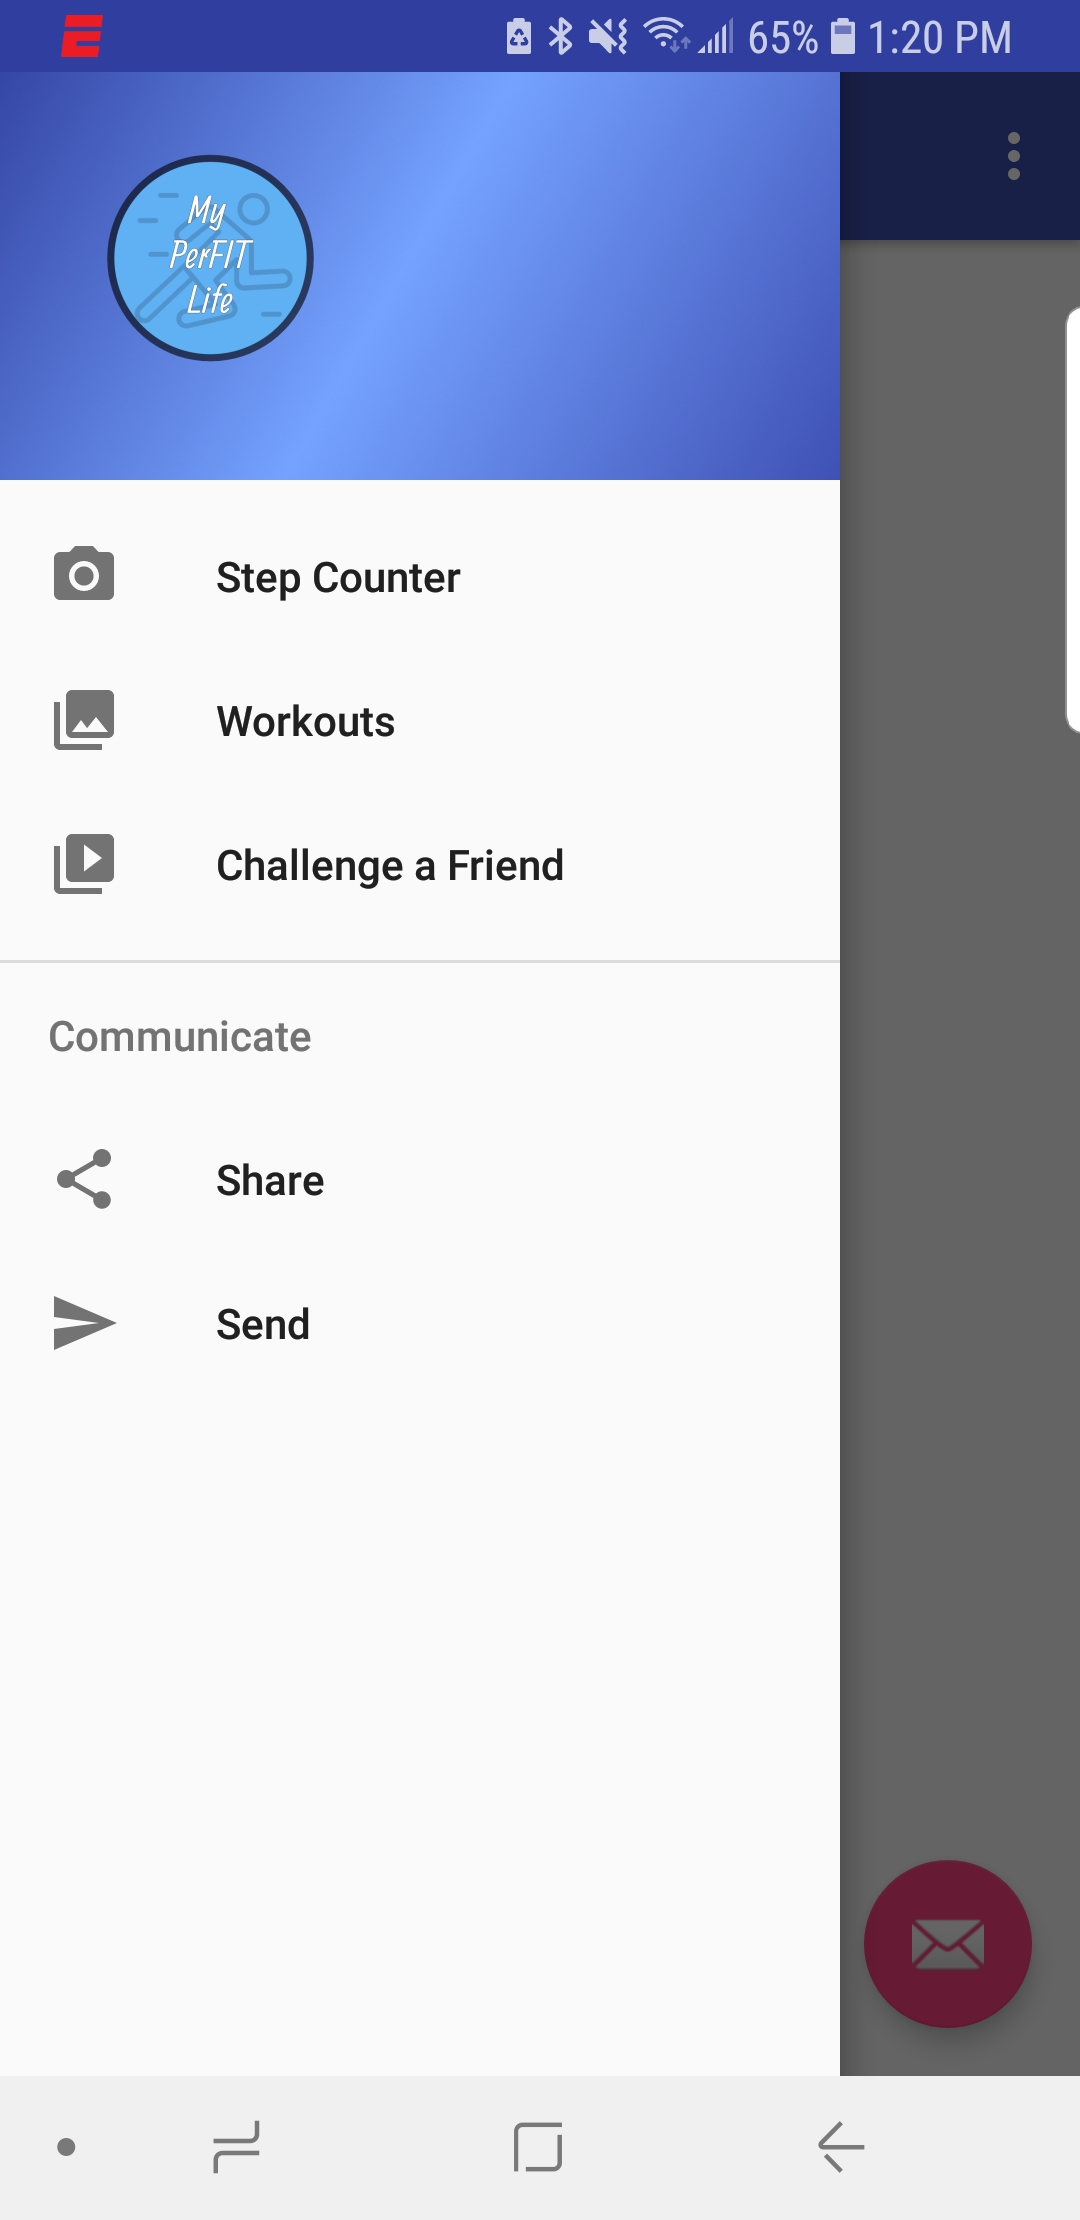 65% 1:20 PM
My
PerFIT
Life
Step Counter
Workouts
Challenge a Friend
Communicate
Share
Send